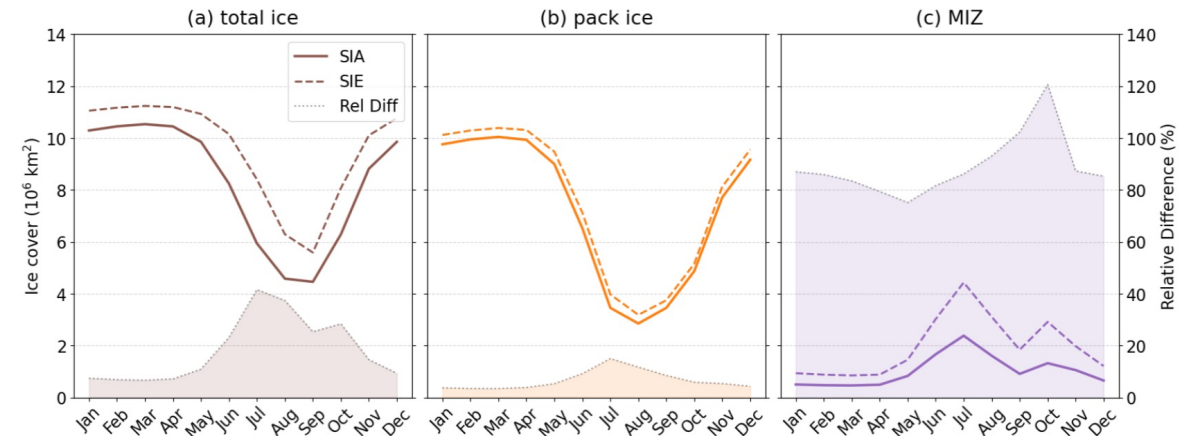 (a) total ice
(b) pack ice
(c) MIZ
Ice cover (10⁶ km²)
14
12
10
8
6
4
2
0
SIA
SIE
Rel Diff
140
120
100
80
60
40
20
0
Relative Difference (%)
Jan Feb Mar Apr May Jun Jul Aug Sep Oct Nov Dec
Jan Feb Mar Apr May Jun Jul Aug Sep Oct Nov Dec
Jan Feb Mar Apr May Jun Jul Aug Sep Oct Nov Dec